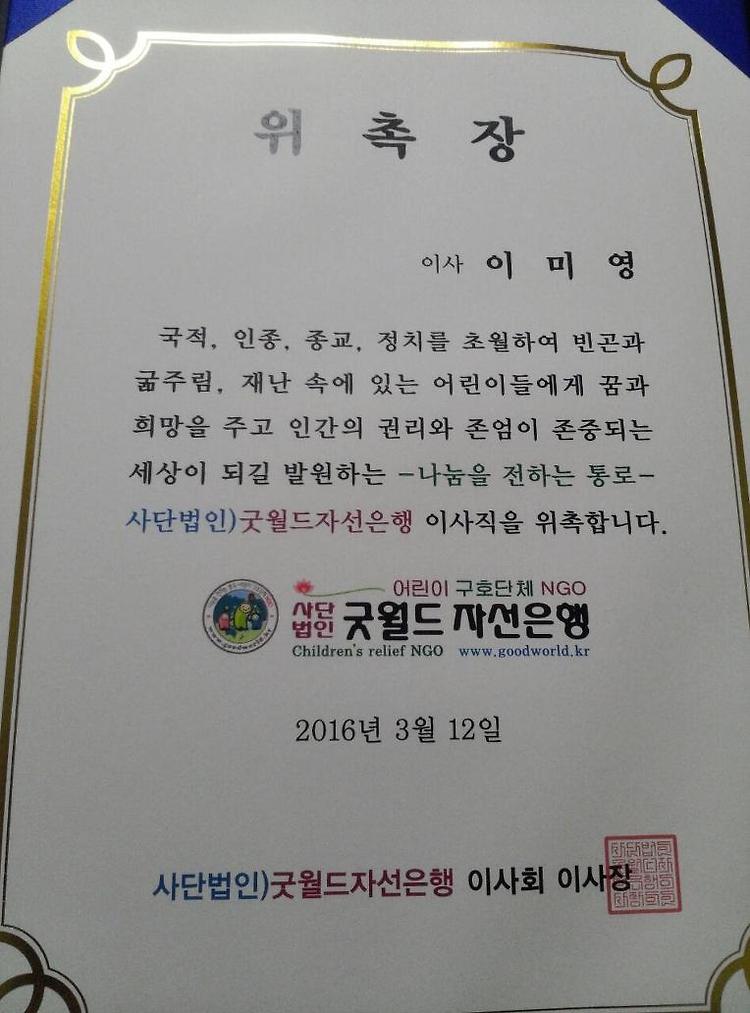 위 촉 장
이사 이 미 영
국적, 인종, 종교, 정치를 초월하여 빈곤과
굶주림, 재난 속에 있는 어린이들에게 꿈과
희망을 주고 인간의 권리와 존엄이 존중되는
세상이 되길 발원하는 -나눔을 전하는 통로-
사단법인)굿월드자선은행 이사직을 위촉합니다.
어린이 구호단체 NGO
사단법인 굿월드 자선은행
Children's relief NGO www.goodworld.kr
www.goodworld.kr
2016년 3월 12일
사단법인)굿월드자선은행 이사회 이사장